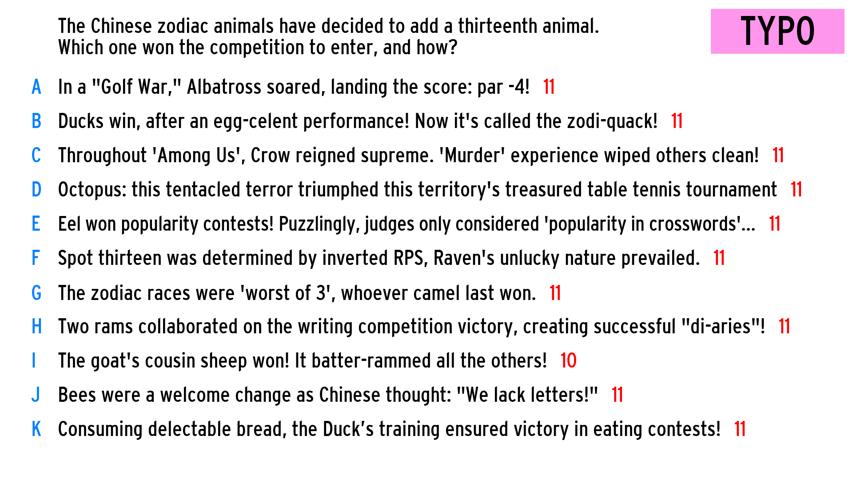 The Chinese zodiac animals have decided to add a thirteenth animal.
Which one won the competition to enter, and how?
TYPO
A In a "Golf War," Albatross soared, landing the score: par -4! 11
B Ducks win, after an egg-celent performance! Now it's called the zodi-quack! 11
C Throughout 'Among Us', Crow reigned supreme. 'Murder' experience wiped others clean! 11
D Octopus: this tentacled terror triumphed this territory's treasured table tennis tournament 11
E Eel won popularity contests! Puzzlingly, judges only considered 'popularity in crosswords'... 11
F Spot thirteen was determined by inverted RPS, Raven's unlucky nature prevailed. 11
G The zodiac races were 'worst of 3', whoever camel last won. 11
H Two rams collaborated on the writing competition victory, creating successful "di-aries"! 11
I The goat's cousin sheep won! It batter-rammed all the others! 10
J Bees were a welcome change as Chinese thought: "We lack letters!" 11
K Consuming delectable bread, the Duck's training ensured victory in eating contests! 11